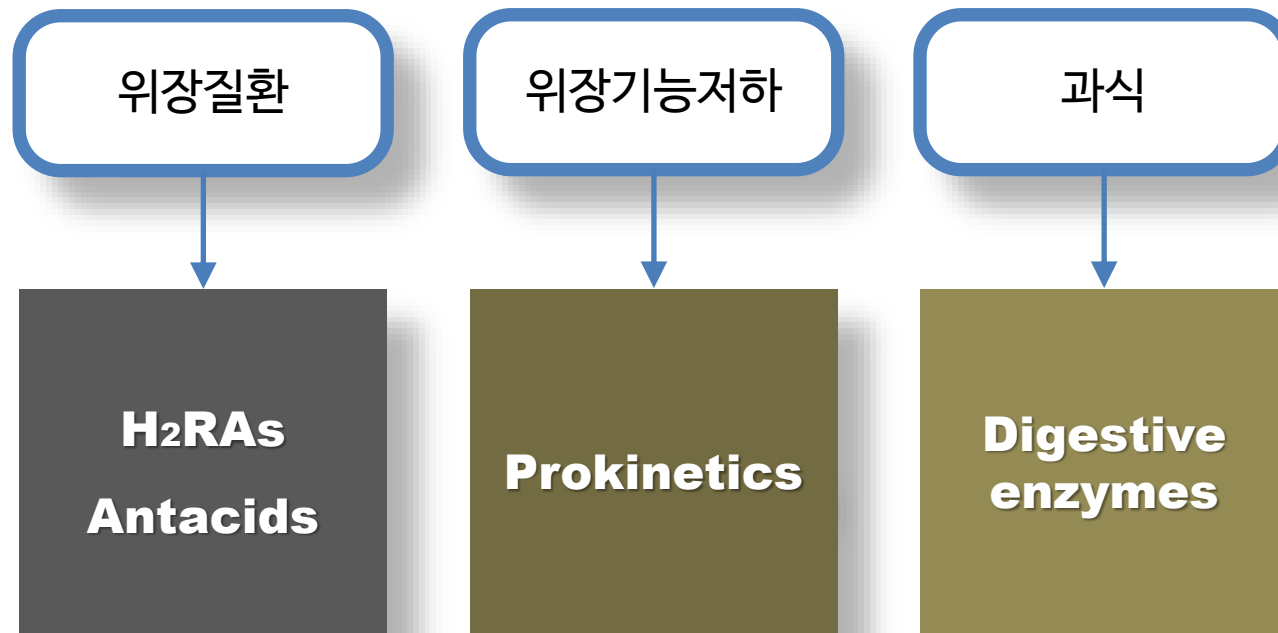 위장질환
위장기능저하
과식
H₂RAs
Antacids
Prokinetics
Digestive
enzymes